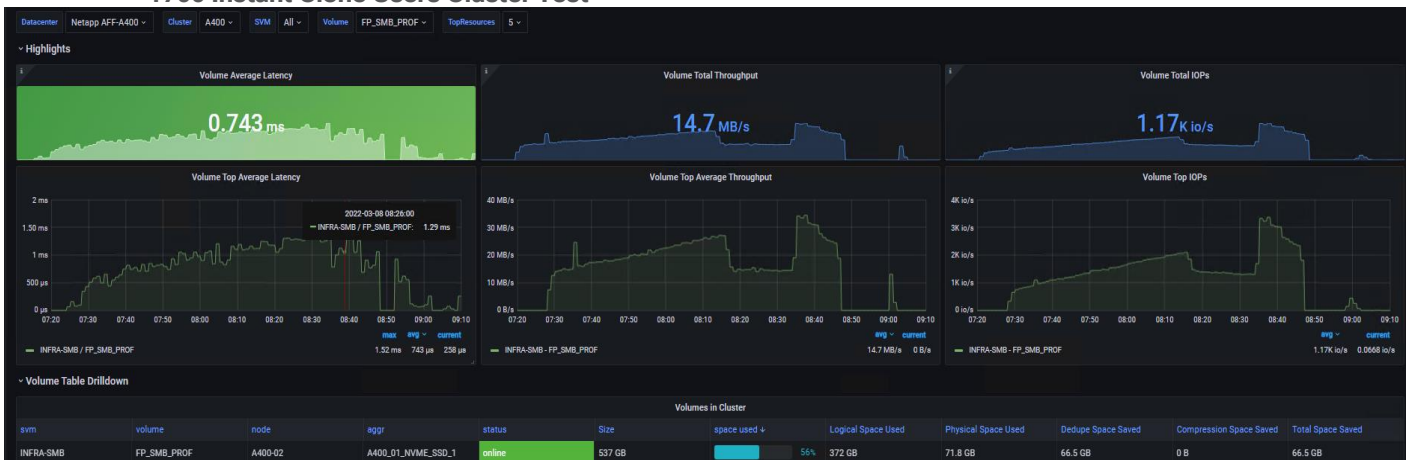 Datacenter Netapp AFF-A400 Cluster A400 SVM All Volume FP_SMB_PROF TopResources 5
Highlights
Volume Average Latency
0.743 ms
Volume Total Throughput
14.7 MB/s
Volume Total IOPs
1.17K io/s
Volume Top Average Latency
2 ms
1.50 ms
1 ms
500 µs
0 µs
2022-03-08 08:26:00
INFRA-SMB / FP_SMB_PROF: 1.29 ms
07:20 07:30 07:40 07:50 08:00 08:10 08:20 08:30 08:40 08:50 09:00 09:10
max avg current
INFRA-SMB / FP_SMB_PROF 1.52 ms 743 µs 258 µs
Volume Top Average Throughput
40 MB/s
30 MB/s
20 MB/s
10 MB/s
0 B/s
07:20 07:30 07:40 07:50 08:00 08:10 08:20 08:30 08:40 08:50 09:00 09:10
avg current
INFRA-SMB - FP_SMB_PROF 14.7 MB/s 0 B/s
Volume Top IOPs
4K io/s
3K io/s
2K io/s
1K io/s
0 io/s
07:20 07:30 07:40 07:50 08:00 08:10 08:20 08:30 08:40 08:50 09:00 09:10
avg current
INFRA-SMB - FP_SMB_PROF 1.17K io/s 0.0668 io/s
Volume Table Drilldown
Volumes in Cluster
svm volume node aggr status Size space used Logical Space Used Physical Space Used Dedupe Space Saved Compression Space Saved Total Space Saved
INFRA-SMB FP_SMB_PROF A400-02 A400_01_NVME_SSD_1 online 537 GB 56% 372 GB 71.8 GB 66.5 GB 0 B 66.5 GB